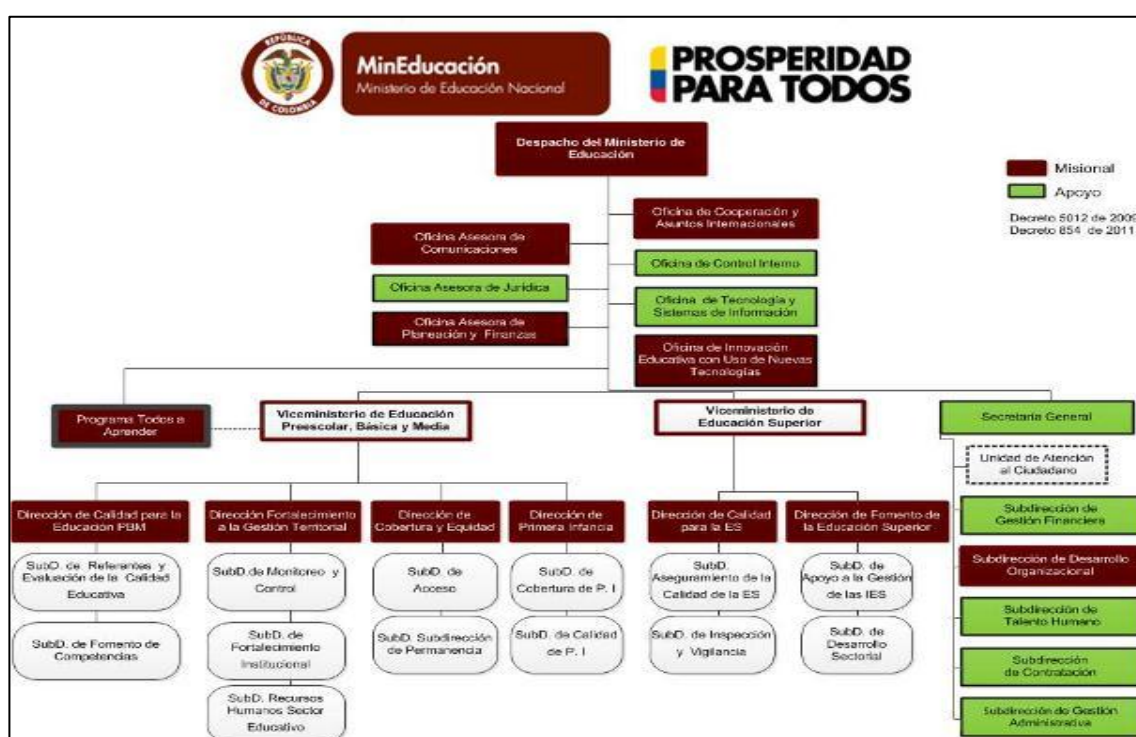 REPÚBLICA
DE COLOMBIA
MinEducación
Ministerio de Educación Nacional
PROSPERIDAD
PARA TODOS
Despacho del Ministerio de
Educación
Misional
Apoyo
Decreto 5012 de 2009
Decreto 854 de 2011
Oficina de Cooperación y
Asuntos Internacionales
Oficina Asesora de
Comunicaciones
Oficina de Control Interno
Oficina Asesora de Jurídica
Oficina de Tecnología y
Sistemas de Información
Oficina Asesora de
Planeación y Finanzas
Oficina de Innovación
Educativa con Uso de Nuevas
Tecnologías
Programa Todos a
Aprender
Viceministerio de Educación
Preescolar, Básica y Media
Viceministerio de
Educación Superior
Secretaría General
Unidad de Atención
al Ciudadano
Dirección de Calidad para la
Educación PBM
Dirección Fortalecimiento
a la Gestión Territorial
Dirección de
Cobertura y Equidad
Dirección de
Primera Infancia
Dirección de Calidad
para la ES
Dirección de Fomento de
la Educación Superior
Subdirección de
Gestión Financiera
SubD. de Referentes y
Evaluación de la Calidad
Educativa
SubD. de Monitoreo y
Control
SubD. de
Acceso
SubD. de
Cobertura de P. I
SubD.
Aseguramiento de la
Calidad de la ES
SubD. de
Apoyo a la Gestión
de las IES
Subdirección de Desarrollo
Organizacional
SubD. de Fomento de
Competencias
SubD. de
Fortalecimiento
Institucional
SubD. Subdirección
de Permanencia
SubD. de Calidad
de P. I
SubD. de Inspección
y Vigilancia
SubD. de
Desarrollo
Sectorial
Subdirección de
Talento Humano
SubD. Recursos
Humanos Sector
Educativo
Subdirección
de Contratación
Subdirección de Gestión
Administrativa